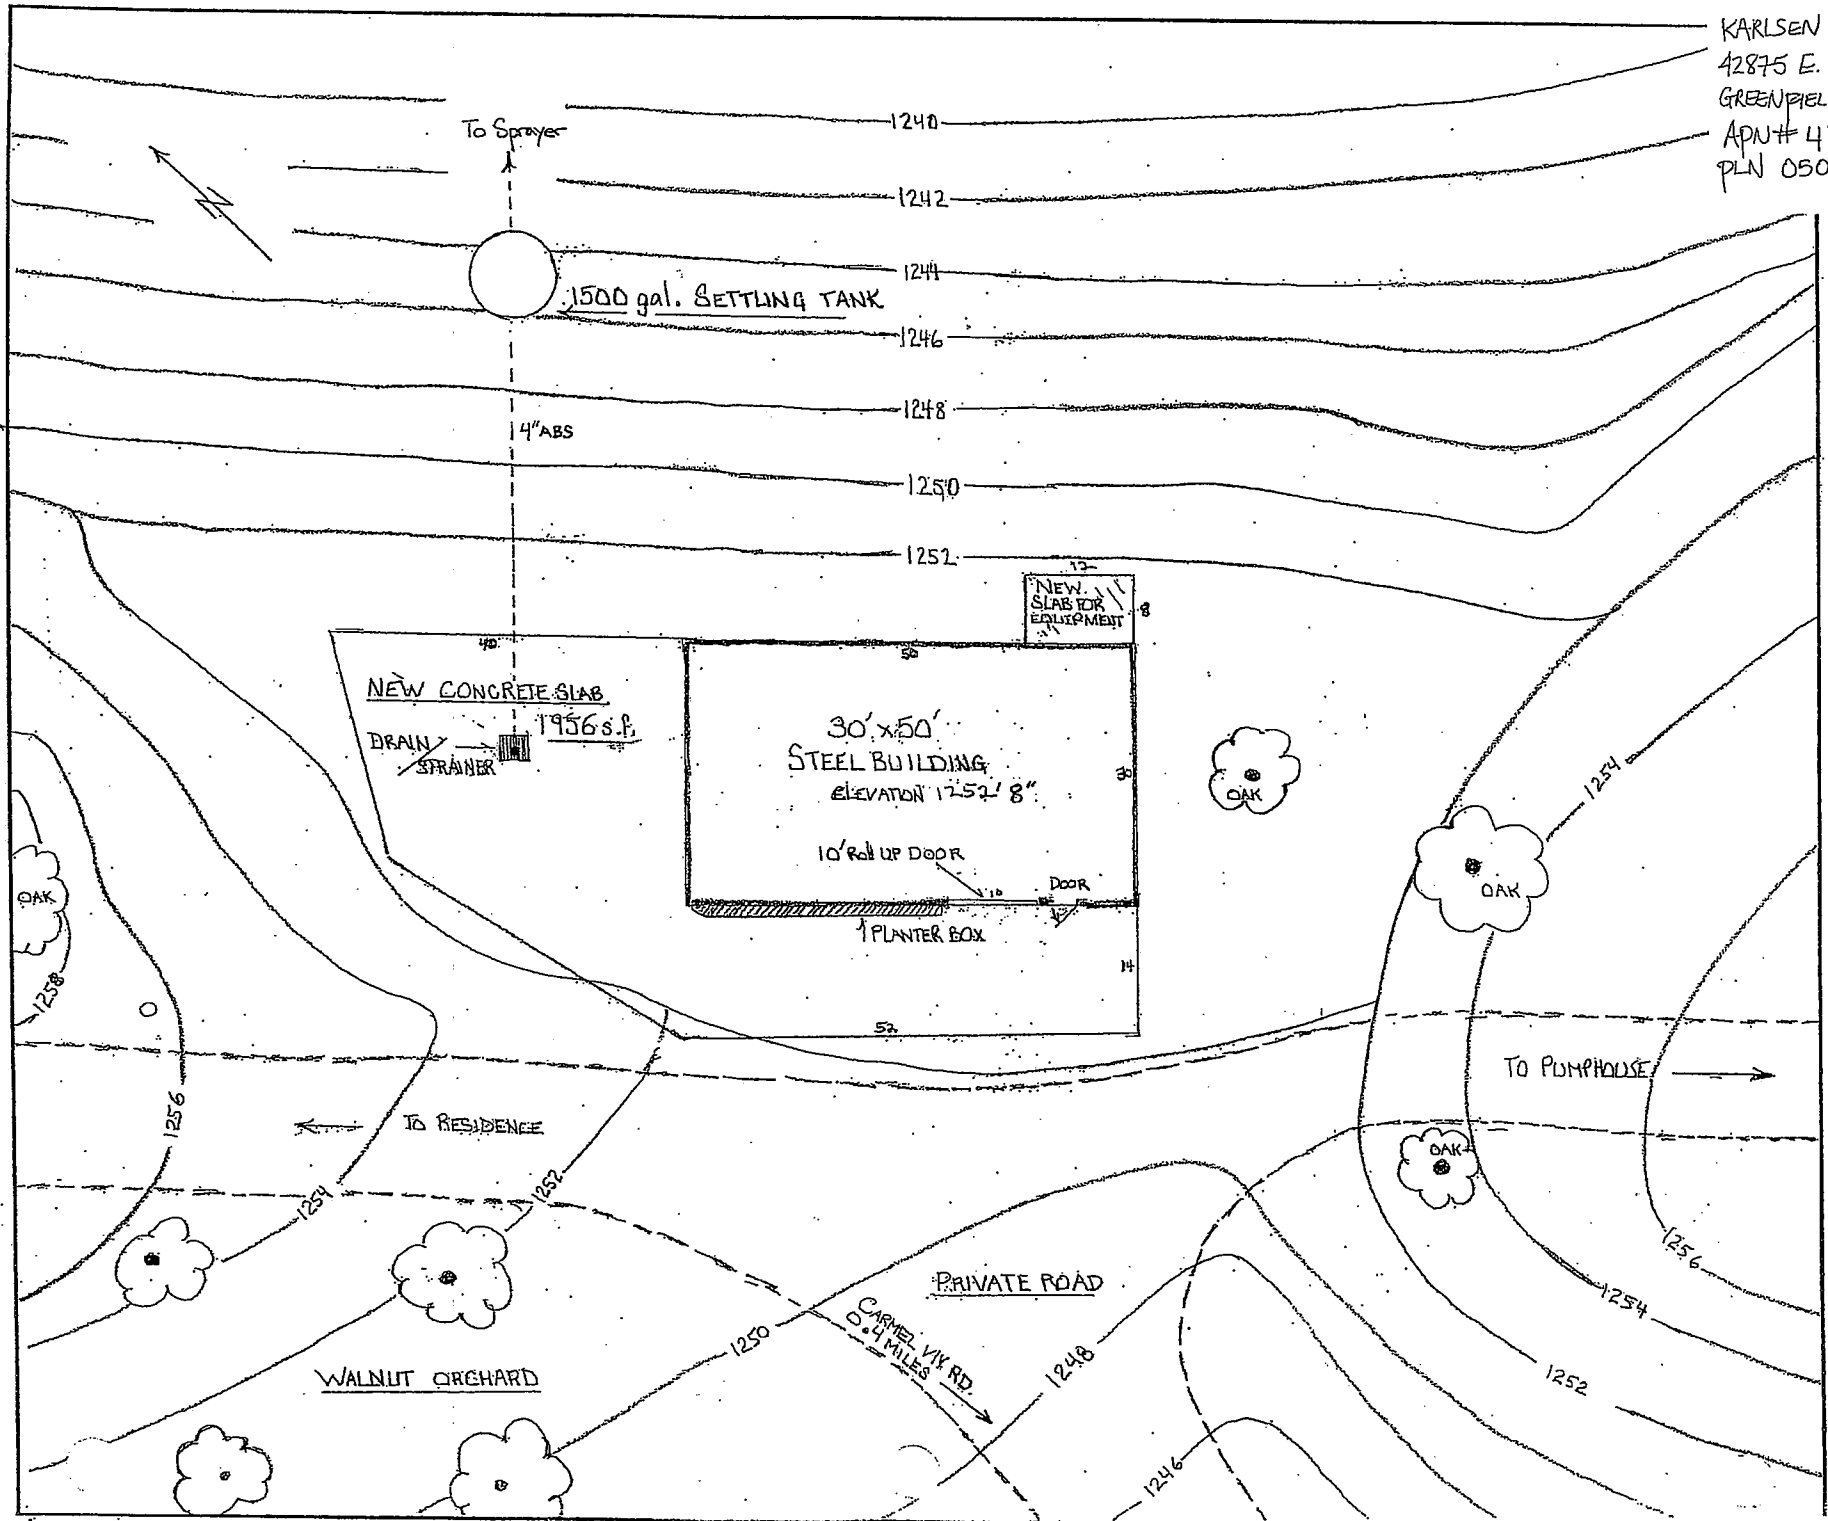 KARLSEN
42875 E.
GREENFIEL
APN# 4
PLN 050
1240
To Sprayer
1242
N
1244
1500 gal. SETTLING TANK
1246
1248
4" ABS
1250
1252
12
NEW
SLAB FOR
EQUIPMENT
8
40
50
NEW CONCRETE SLAB
1956 s.f.
DRAIN
STRAINER
30' x 50'
STEEL BUILDING
ELEVATION 1252' 8"
30
OAK
1254
10' Roll UP DOOR
10
DOOR
OAK
OAK
PLANTER BOX
14
1258
52
TO PUMPHOUSE
1256
TO RESIDENCE
OAK
1254
1252
1256
PRIVATE ROAD
1254
CARMEL VLY RD.
0.4 MILES
1250
1248
WALNUT ORCHARD
1252
1246